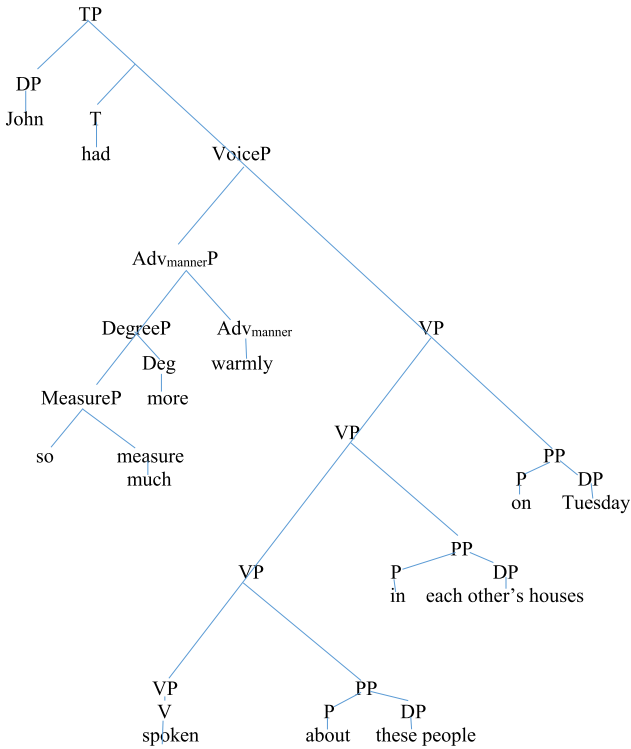 TP
DP
John
T
had
VoiceP
AdvmannerP
DegreeP
Advmanner
VP
Deg
warmly
MeasureP
more
VP
so
measure
much
PP
P
DP
on
Tuesday
PP
VP
P
DP
in
each other’s houses
VP
PP
V
P
DP
spoken
about
these people